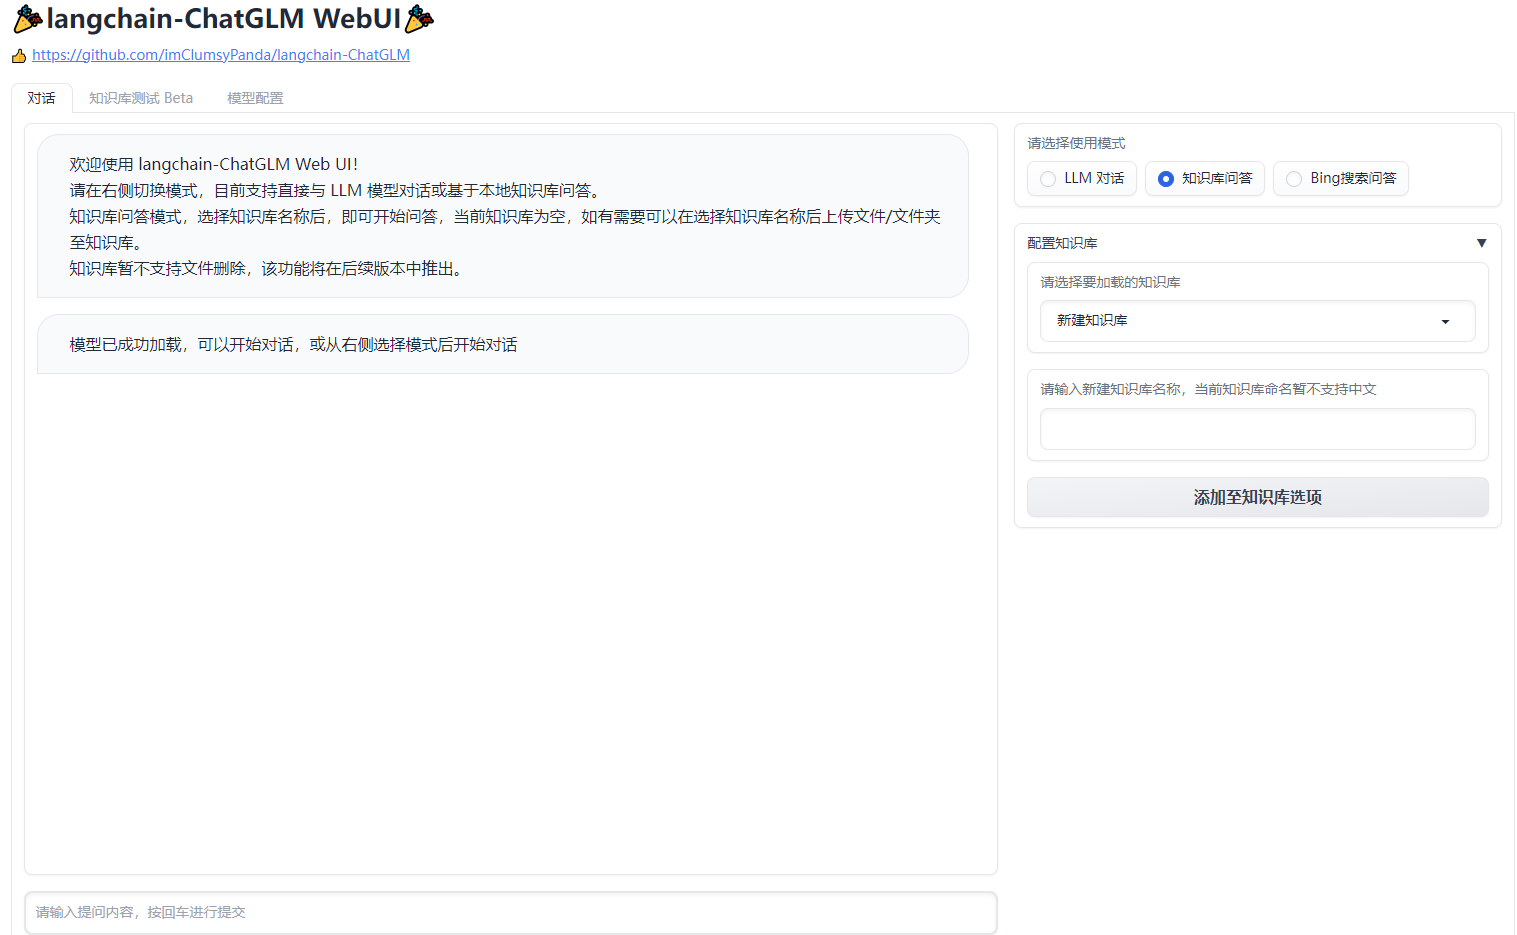 langchain-ChatGLM WebUI
https://github.com/imClumsyPanda/langchain-ChatGLM
对话 知识库测试 Beta 模型配置
欢迎使用 langchain-ChatGLM Web UI！
请在右侧切换模式，目前支持直接与 LLM 模型对话或基于本地知识库问答。
知识库问答模式，选择知识库名称后，即可开始问答，当前知识库为空，如有需要可以在选择知识库名称后上传文件/文件夹
至知识库。
知识库暂不支持文件删除，该功能将在后续版本中推出。
模型已成功加载，可以开始对话，或从右侧选择模式后开始对话
请输入提问内容，按回车进行提交
请选择使用模式
LLM 对话 知识库问答 Bing搜索问答
配置知识库
请选择要加载的知识库
新建知识库
请输入新建知识库名称，当前知识库命名暂不支持中文
添加至知识库选项